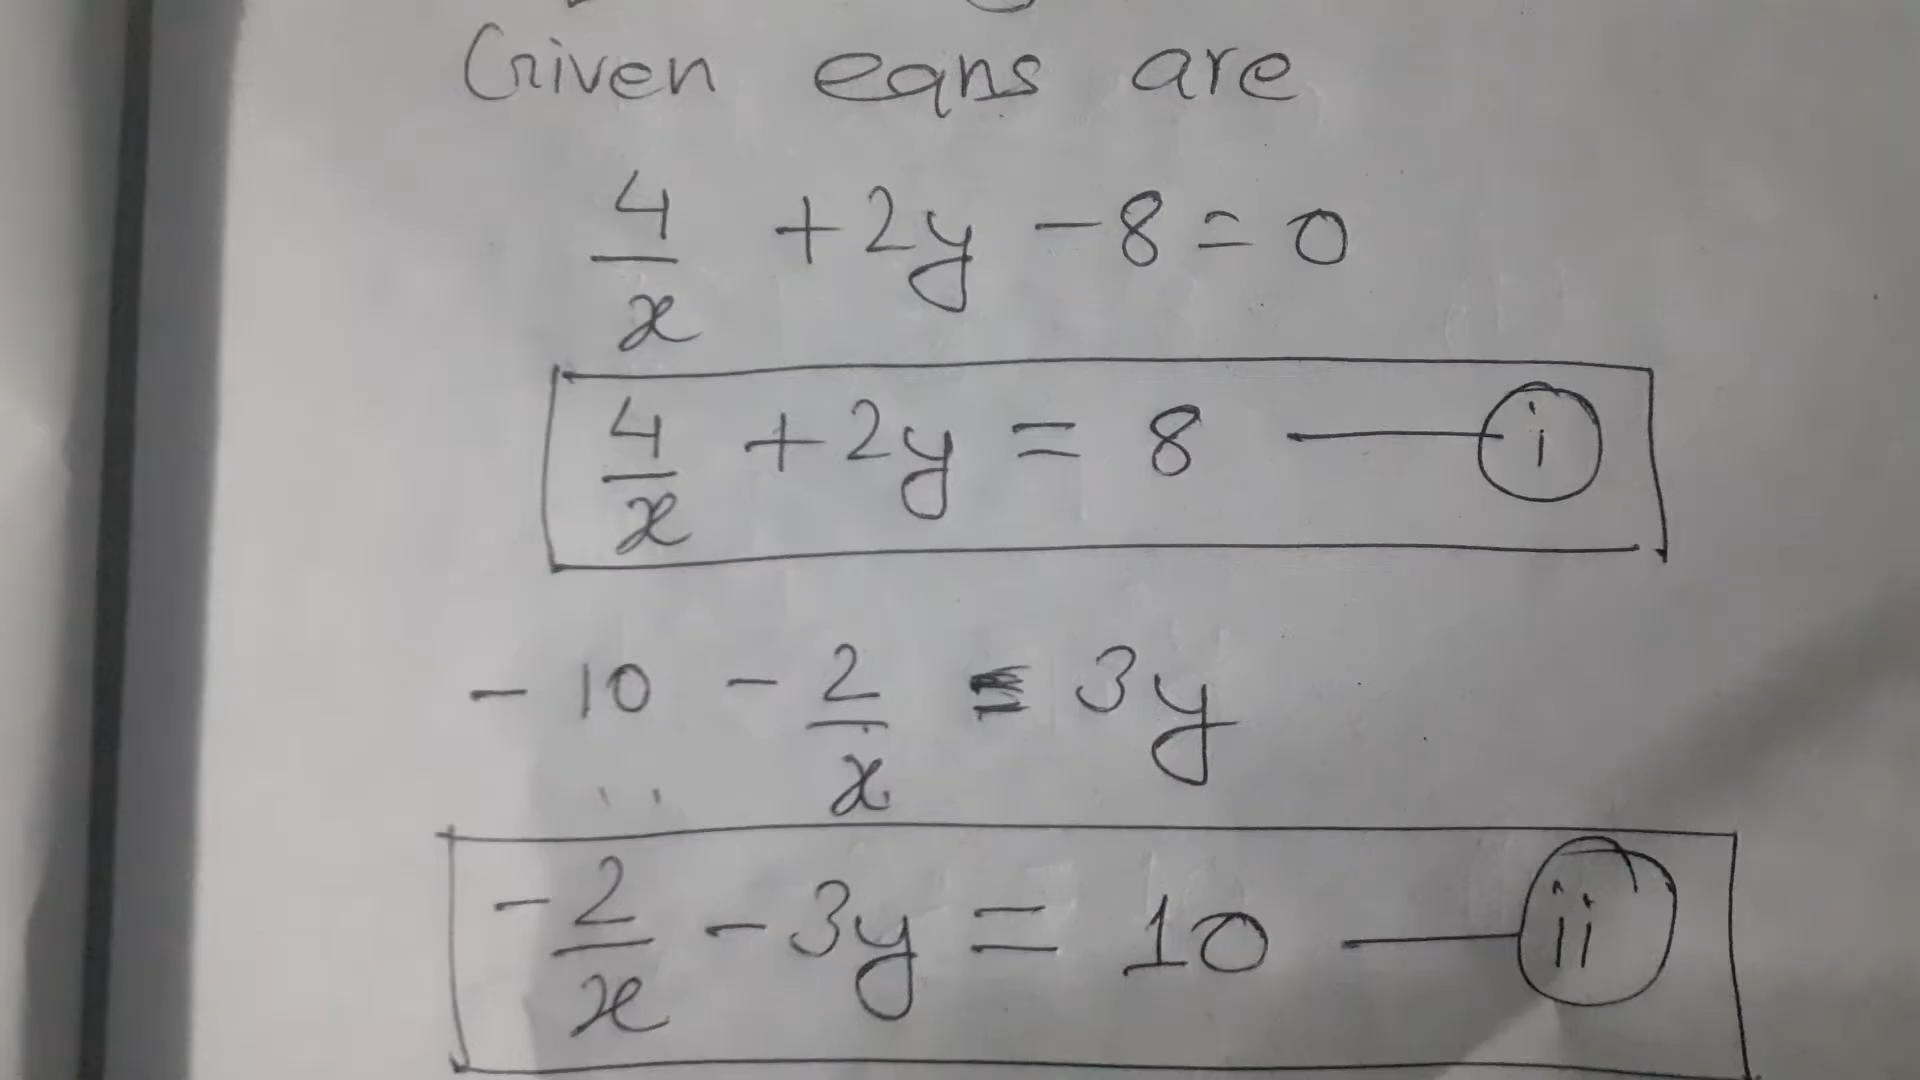 Given eqns are
4/x + 2y - 8 = 0
4/x + 2y = 8 — i
- 10 - 2/x = 3y
- 2/x - 3y = 10 — ii